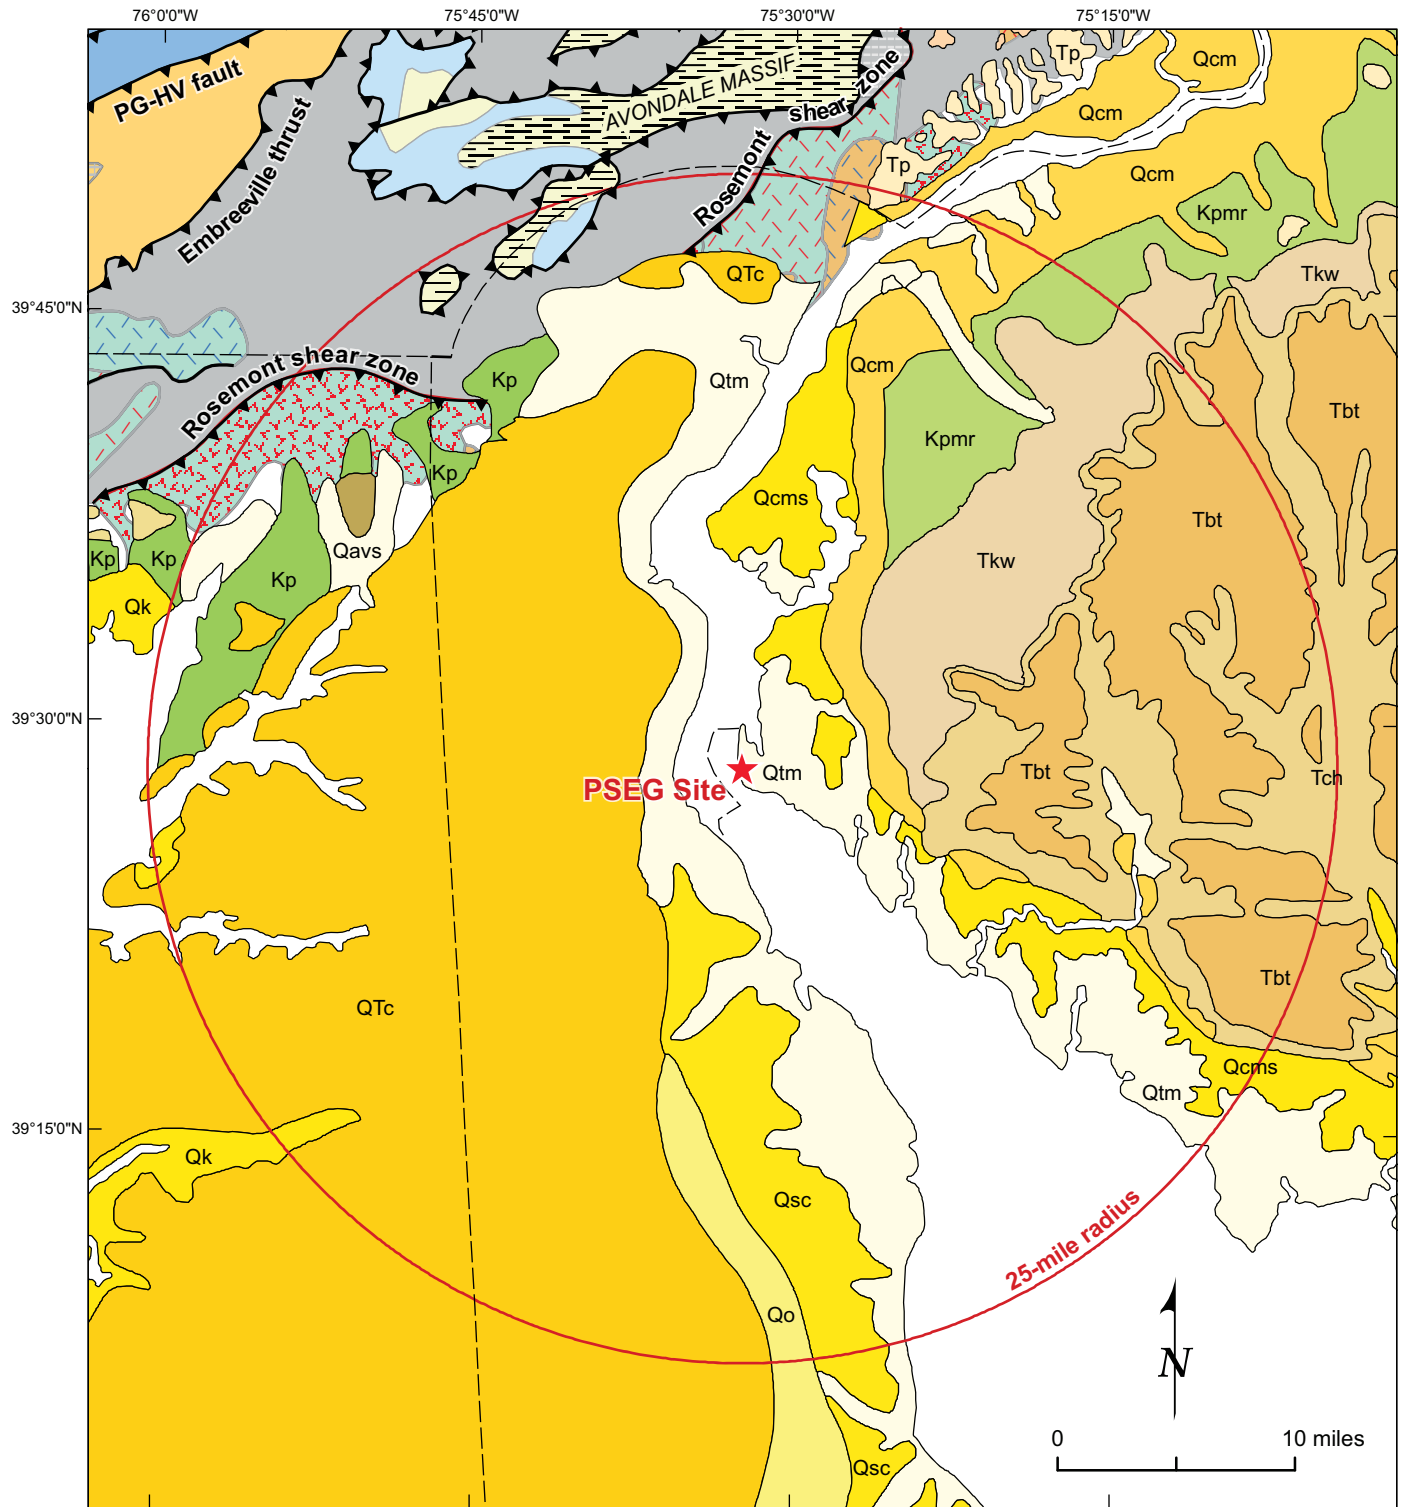 76°0'0"W
75°45'0"W
75°30'0"W
75°15'0"W
PG-HV fault
Embreeville thrust
AVONDALE MASSIF
Rosemont shear zone
Tp
Qcm
Qcm
Tp
Qcm
Kpmr
Tkw
39°45'0"N
QTc
Rosemont shear zone
Kp
Qtm
Qcm
Tbt
Kpmr
Kp
Qcms
Tbt
Qavs
Kp
Kp
Kp
Tkw
Qk
39°30'0"N
PSEG Site
Qtm
Tbt
Tch
QTc
Tbt
Qcms
Qtm
39°15'0"N
Qk
Qsc
25-mile radius
Qo
N
0
10 miles
Qsc